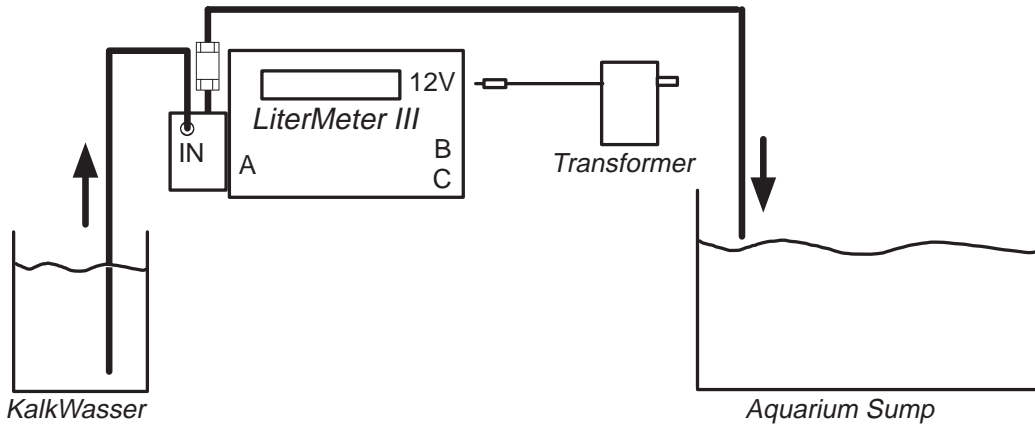 12V
LiterMeter III
IN
A
B
C
Transformer
KalkWasser
Aquarium Sump